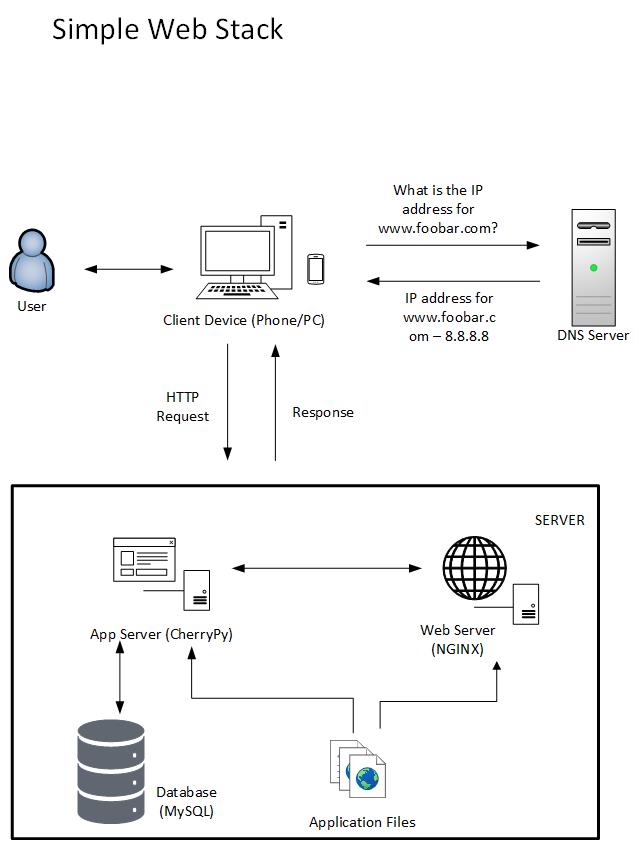 Simple Web Stack
What is the IP
address for
www.foobar.com?
User
Client Device (Phone/PC)
IP address for
www.foobar.c
om – 8.8.8.8
DNS Server
HTTP
Request
Response
SERVER
App Server (CherryPy)
Web Server
(NGINX)
Database
(MySQL)
Application Files